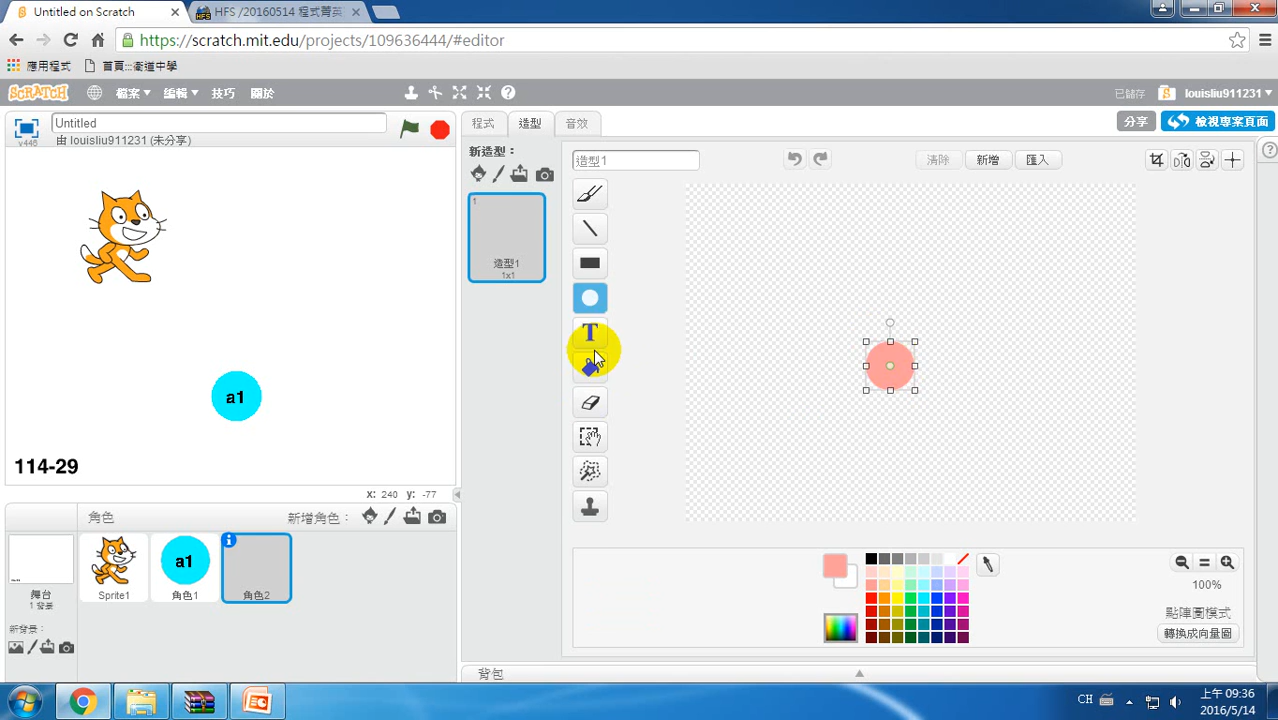 Untitled on Scratch
HFS /20160514 程式菁英
https://scratch.mit.edu/projects/109636444/#editor
應用程式
首頁:::衛道中學
SCRATCH
檔案
編輯
技巧
關於
已儲存
louisliu911231
Untitled
由 louisliu911231 (未分享)
v446
程式
造型
音效
分享
檢視專案頁面
新造型：
造型1
清除
新增
匯入
1
造型1
1x1
T
a1
114-29
x: 240 y: -77
角色
新增角色：
舞台
1 背景
新背景：
Sprite1
a1
角色1
角色2
100%
點陣圖模式
轉換成向量圖
背包
CH
上午 09:36
2016/5/14